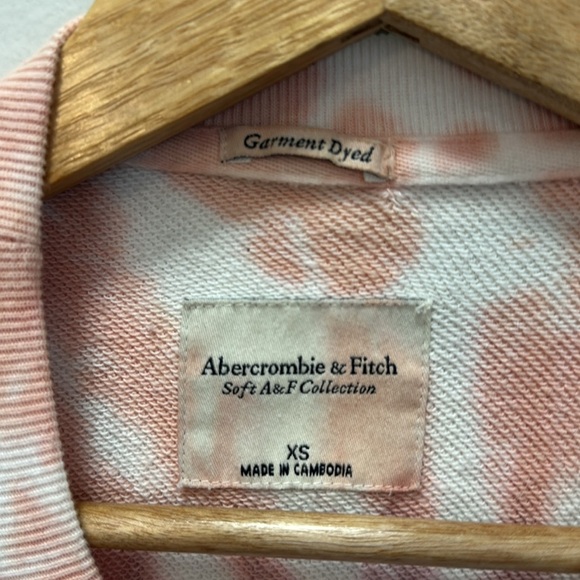 Garment Dyed
Abercrombie & Fitch
Soft A&F Collection
XS
MADE IN CAMBODIA